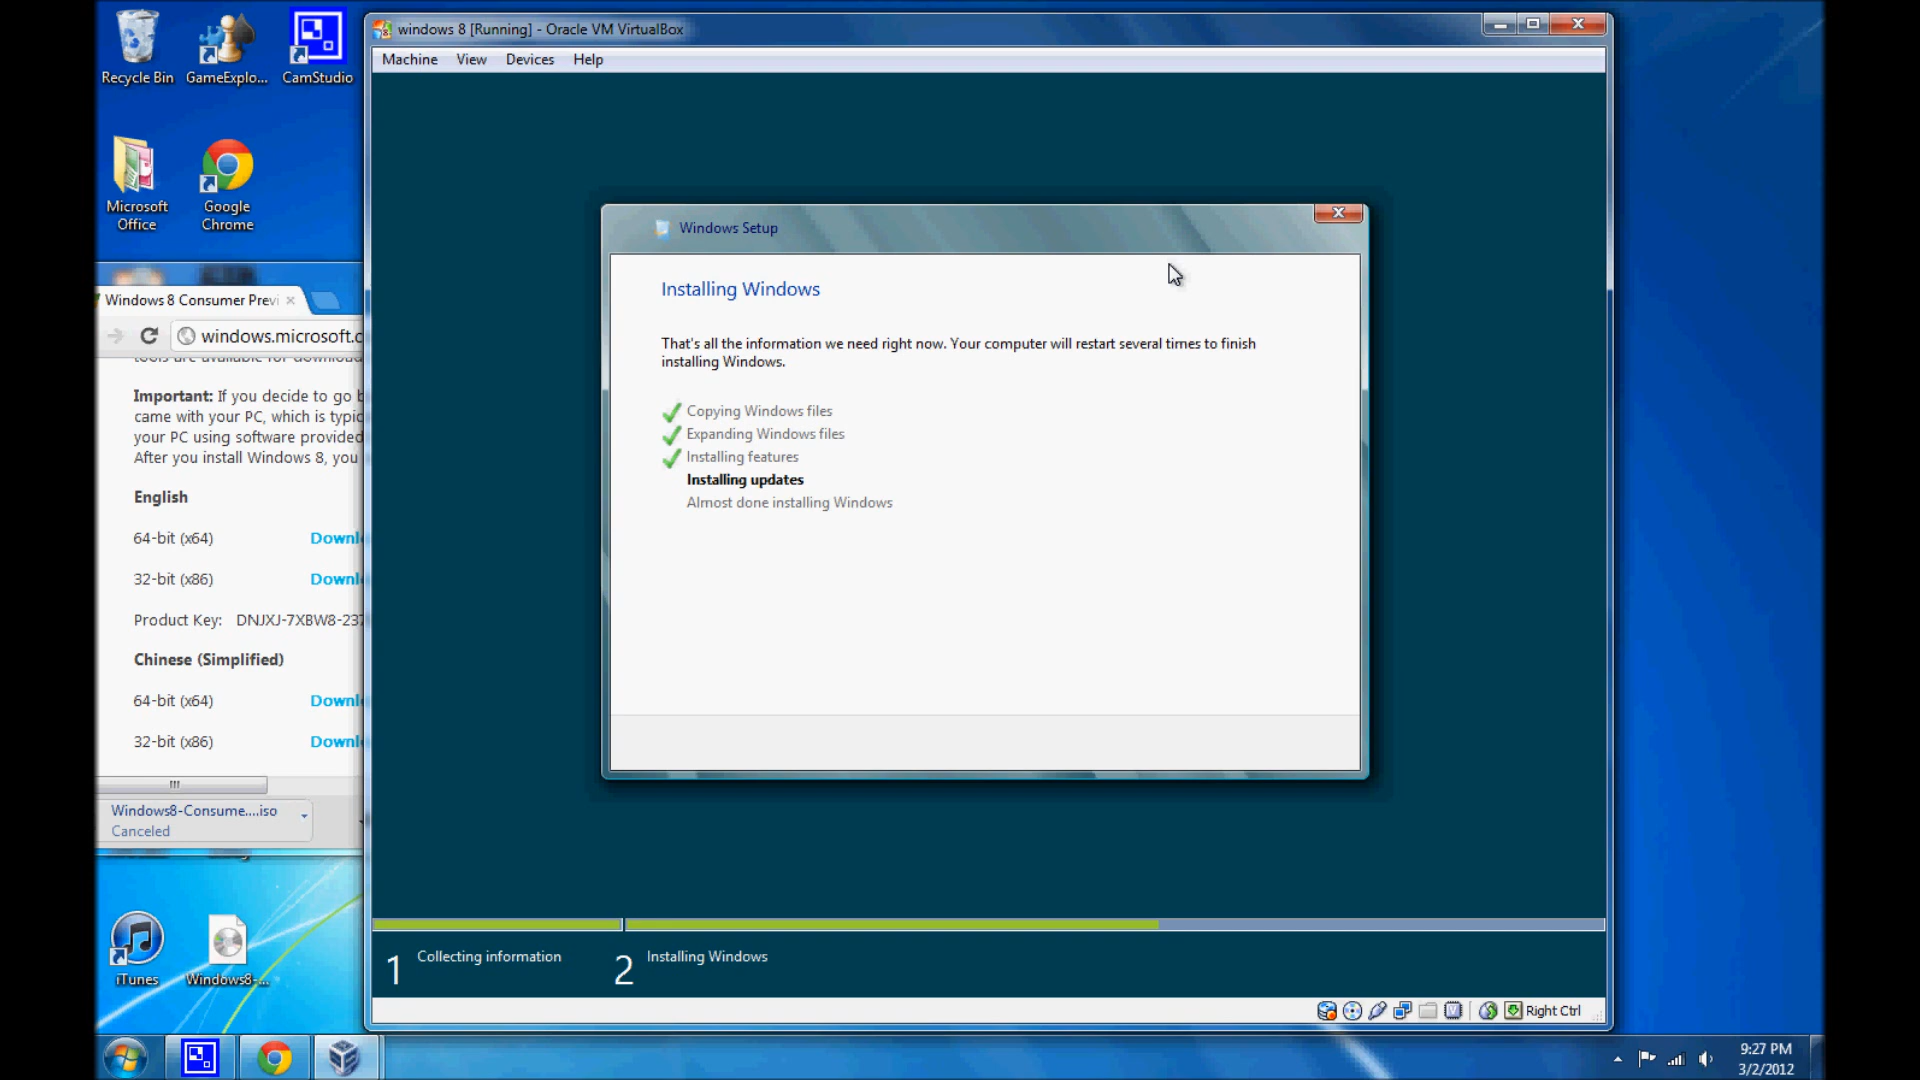 Recycle Bin
GameExplo...
CamStudio
Microsoft
Office
Google
Chrome
windows 8 [Running] - Oracle VM VirtualBox
Machine View Devices Help
Windows Setup
Installing Windows
That's all the information we need right now. Your computer will restart several times to finish
installing Windows.
Copying Windows files
Expanding Windows files
Installing features
Installing updates
Almost done installing Windows
1 Collecting information
2 Installing Windows
Right Ctrl
Windows 8 Consumer Previ
windows.microsoft.c
tools are available for download
Important: If you decide to go b
came with your PC, which is typic
your PC using software provided
After you install Windows 8, you
English
64-bit (x64) Downl
32-bit (x86) Downl
Product Key: DNJXJ-7XBW8-237
Chinese (Simplified)
64-bit (x64) Downl
32-bit (x86) Downl
Windows8-Consume....iso
Canceled
iTunes
Windows8-...
9:27 PM
3/2/2012